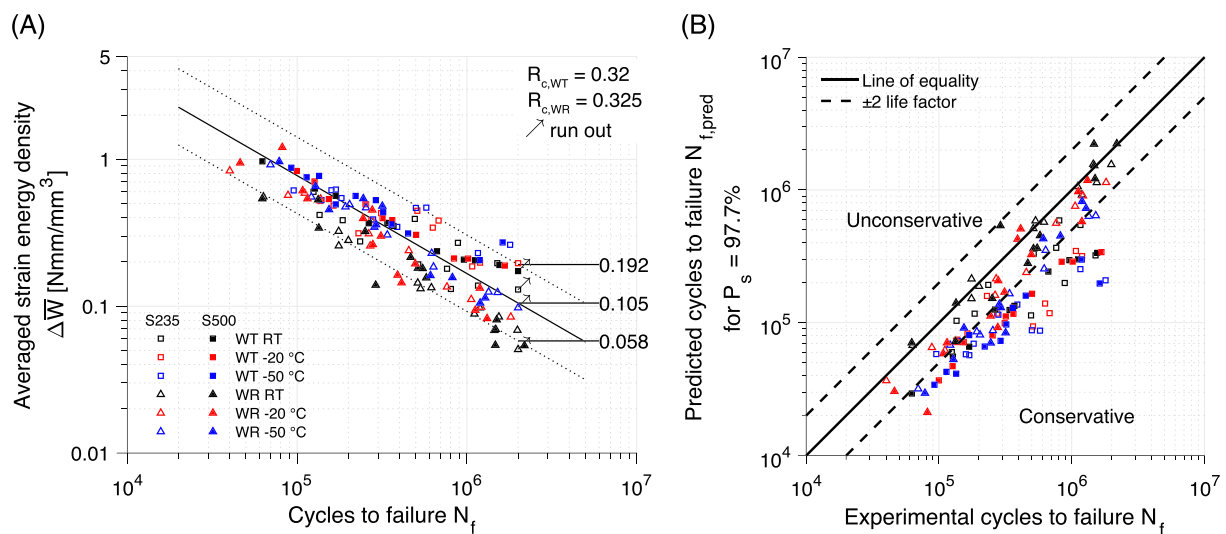 (A)
Averaged strain energy density
ΔW̅ [Nmm/mm³]
5
1
0.1
0.01
R_c,WT = 0.32
R_c,WR = 0.325
run out
0.192
0.105
0.058
S235 S500
WT RT
WT -20 °C
WT -50 °C
WR RT
WR -20 °C
WR -50 °C
10⁴ 10⁵ 10⁶ 10⁷
Cycles to failure N_f
(B)
Predicted cycles to failure N_f,pred
for P_s = 97.7%
10⁷
10⁶
10⁵
10⁴
Line of equality
±2 life factor
Unconservative
Conservative
10⁴ 10⁵ 10⁶ 10⁷
Experimental cycles to failure N_f